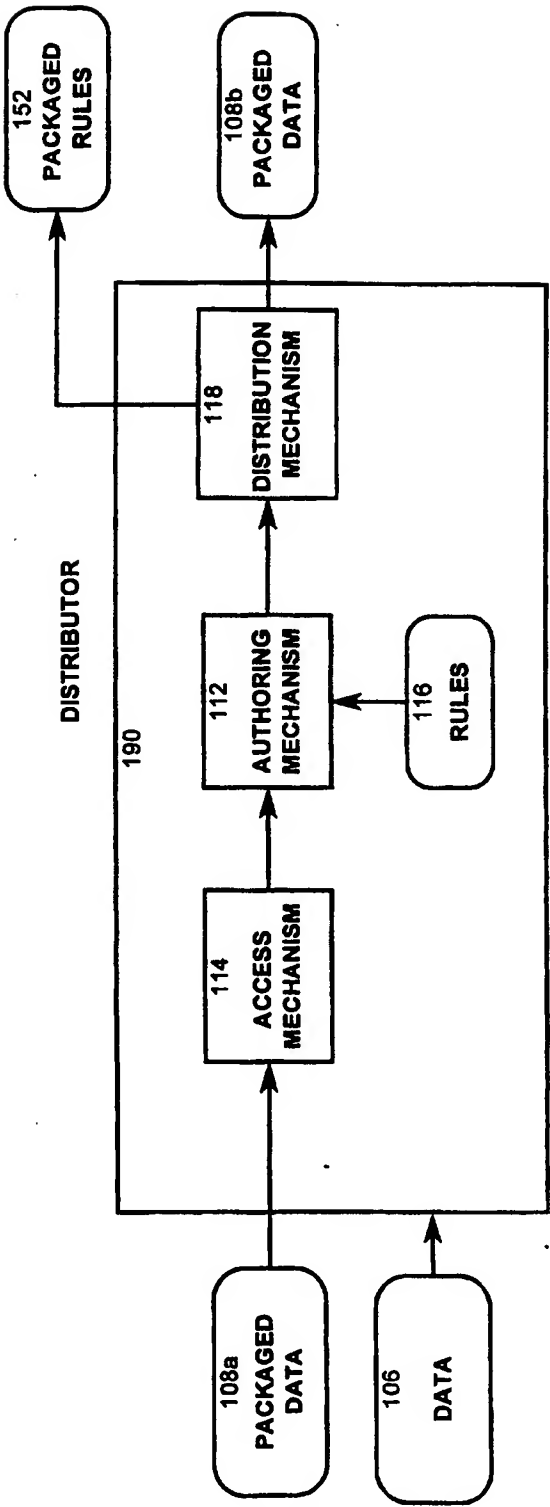 DISTRIBUTOR
190
108a
PACKAGED
DATA
106
DATA
114
ACCESS
MECHANISM
112
AUTHORING
MECHANISM
116
RULES
118
DISTRIBUTION
MECHANISM
152
PACKAGED
RULES
108b
PACKAGED
DATA